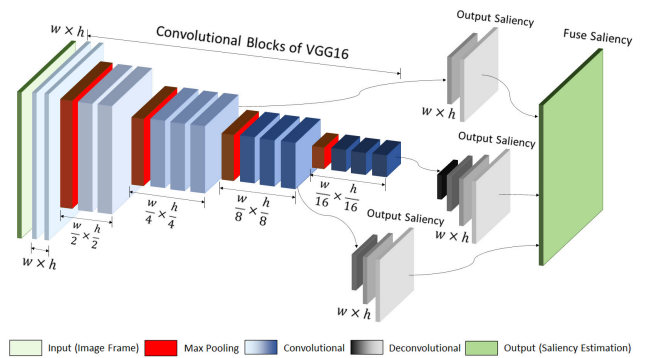 Output Saliency
Fuse Saliency
w × h
Convolutional Blocks of VGG16
w × h
Output Saliency
w/2 × h/2
w/4 × h/4
w/8 × h/8
w/16 × h/16
w × h
Output Saliency
w × h
w × h
Input (Image Frame)
Max Pooling
Convolutional
Deconvolutional
Output (Saliency Estimation)